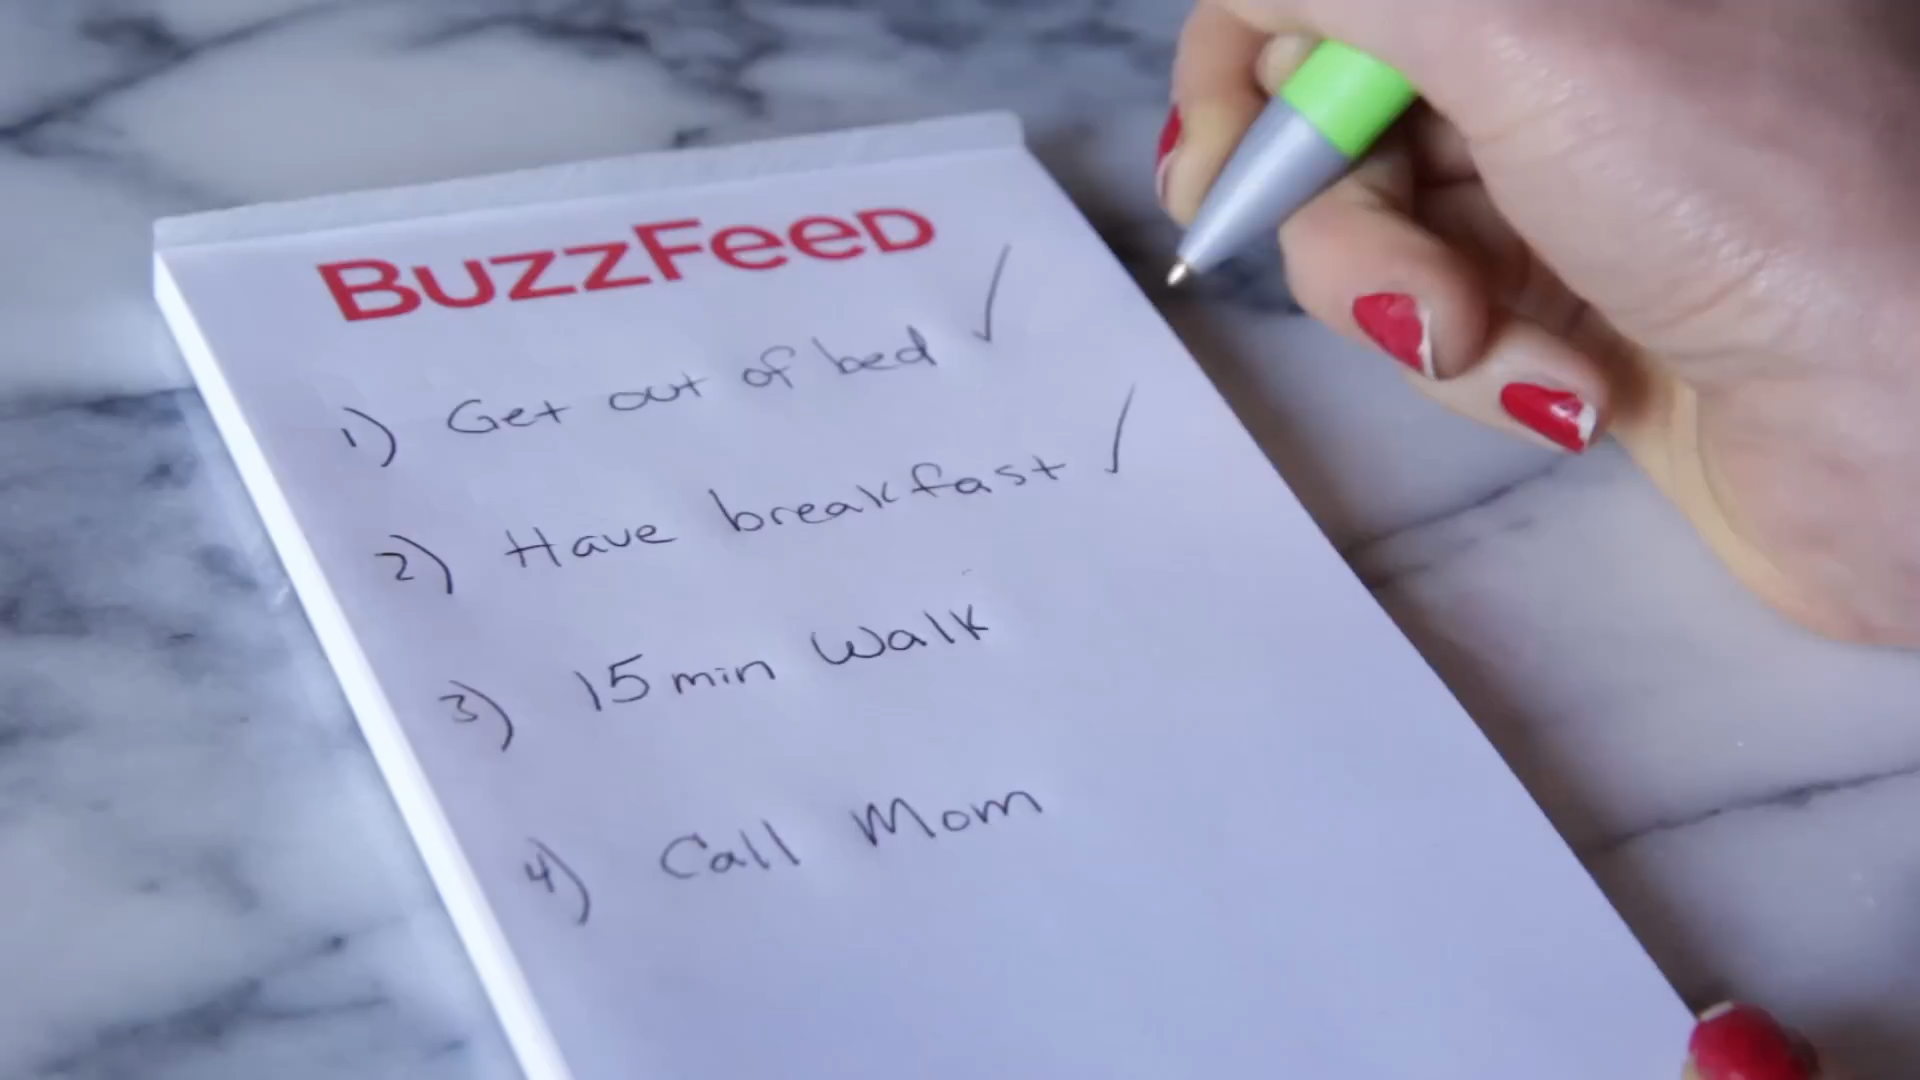 BuzzFeed
1) Get out of bed ✓
2) Have breakfast ✓
3) 15 min Walk
4) Call Mom